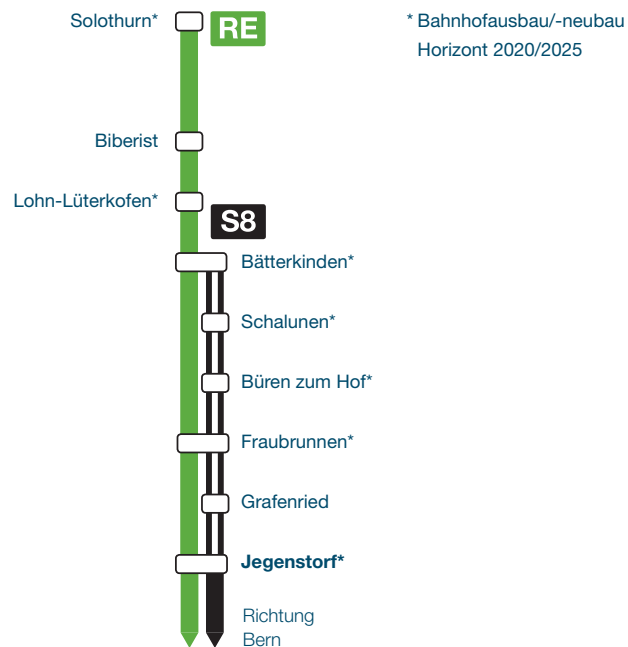 Solothurn*
RE
* Bahnhofausbau/-neubau
Horizont 2020/2025
Biberist
Lohn-Lüterkofen*
S8
Bätterkinden*
Schalunen*
Büren zum Hof*
Fraubrunnen*
Grafenried
Jegenstorf*
Richtung
Bern